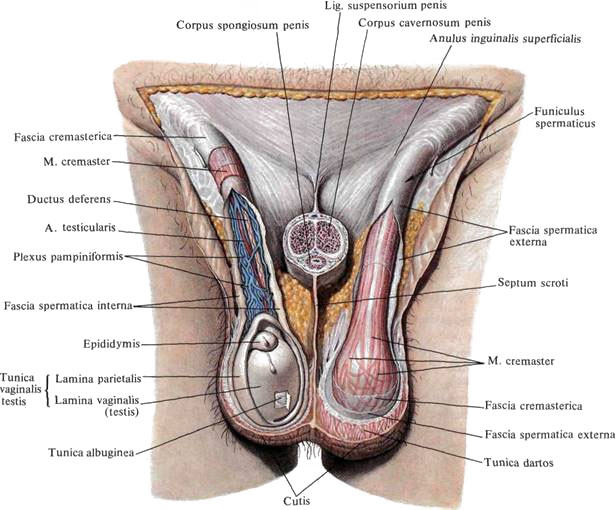 Lig. suspensorium penis
Corpus spongiosum penis
Corpus cavernosum penis
Anulus inguinalis superficialis
Funiculus
spermaticus
Fascia cremasterica
M. cremaster
Ductus deferens
A. testicularis
Plexus pampiniformis
Fascia spermatica interna
Epididymis
Tunica
vaginalis
testis
Lamina parietalis
Lamina vaginalis
(testis)
Tunica albuginea
Cutis
Fascia spermatica
externa
Septum scroti
M. cremaster
Fascia cremasterica
Fascia spermatica externa
Tunica dartos